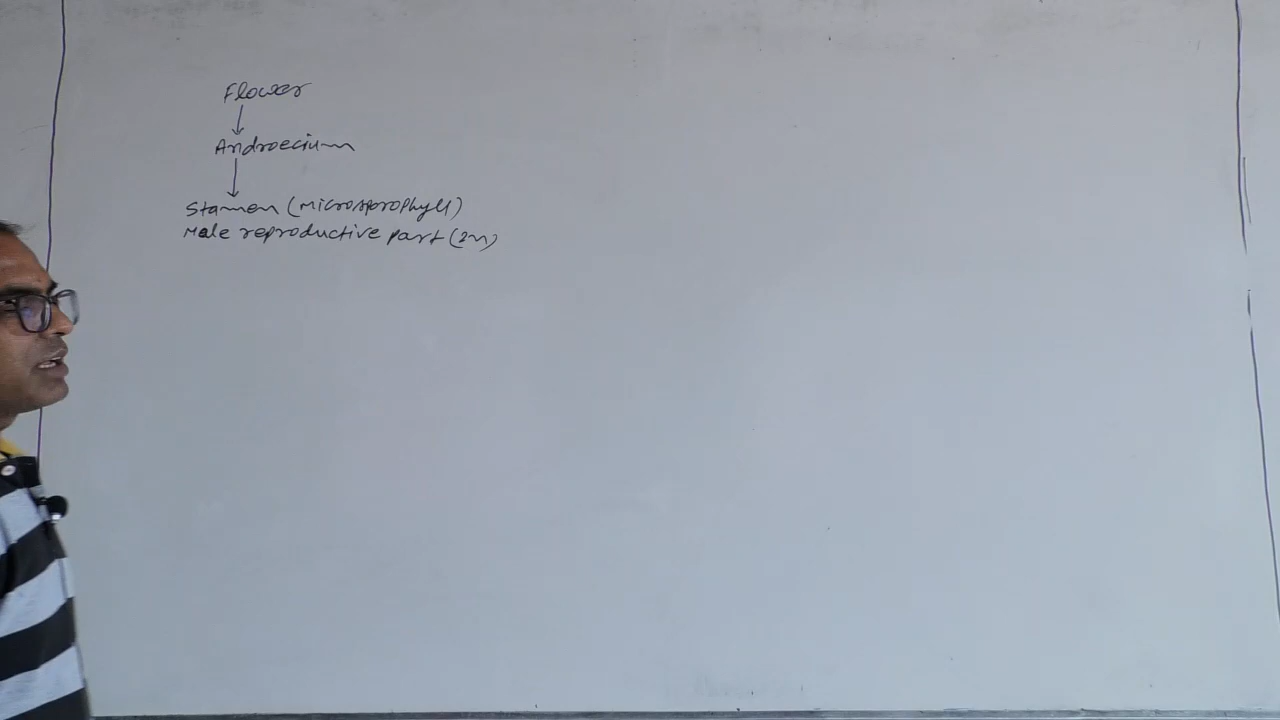 Flower
Androecium
Stamen (Microsporophyll)
Male reproductive part (2n)